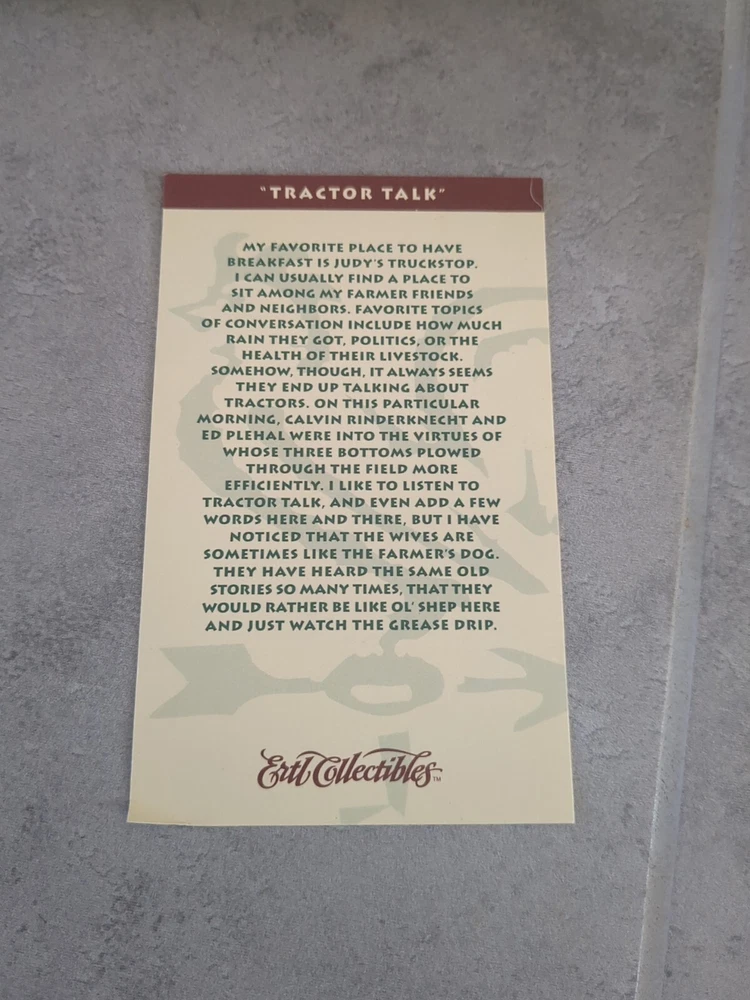 "TRACTOR TALK"
MY FAVORITE PLACE TO HAVE
BREAKFAST IS JUDY'S TRUCKSTOP.
I CAN USUALLY FIND A PLACE TO
SIT AMONG MY FARMER FRIENDS
AND NEIGHBORS. FAVORITE TOPICS
OF CONVERSATION INCLUDE HOW MUCH
RAIN THEY GOT, POLITICS, OR THE
HEALTH OF THEIR LIVESTOCK.
SOMEHOW, THOUGH, IT ALWAYS SEEMS
THEY END UP TALKING ABOUT
TRACTORS. ON THIS PARTICULAR
MORNING, CALVIN RINDERKNECHT AND
ED PLEHAL WERE INTO THE VIRTUES OF
WHOSE THREE BOTTOMS PLOWED
THROUGH THE FIELD MORE
EFFICIENTLY. I LIKE TO LISTEN TO
TRACTOR TALK, AND EVEN ADD A FEW
WORDS HERE AND THERE, BUT I HAVE
NOTICED THAT THE WIVES ARE
SOMETIMES LIKE THE FARMER'S DOG.
THEY HAVE HEARD THE SAME OLD
STORIES SO MANY TIMES, THAT THEY
WOULD RATHER BE LIKE OL' SHEP HERE
AND JUST WATCH THE GREASE DRIP.
Ertl Collectibles™